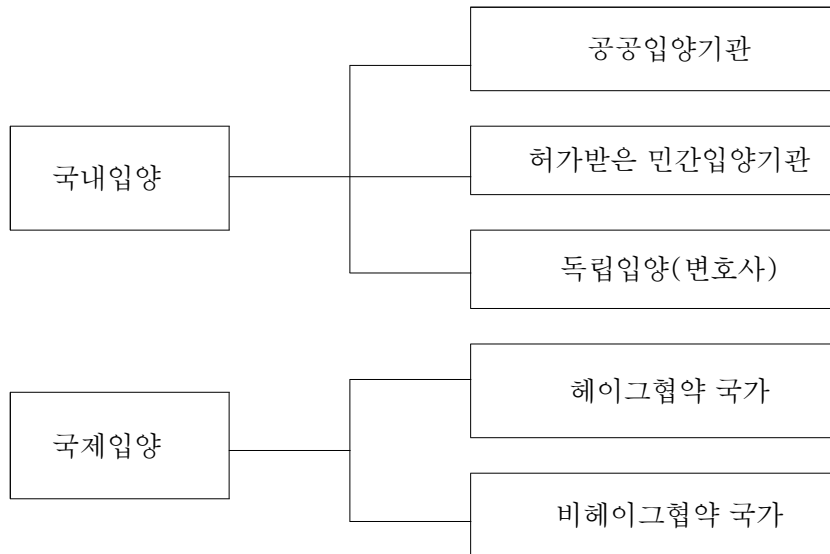 공공입양기관
국내입양
허가받은 민간입양기관
독립입양(변호사)
헤이그협약 국가
국제입양
비헤이그협약 국가